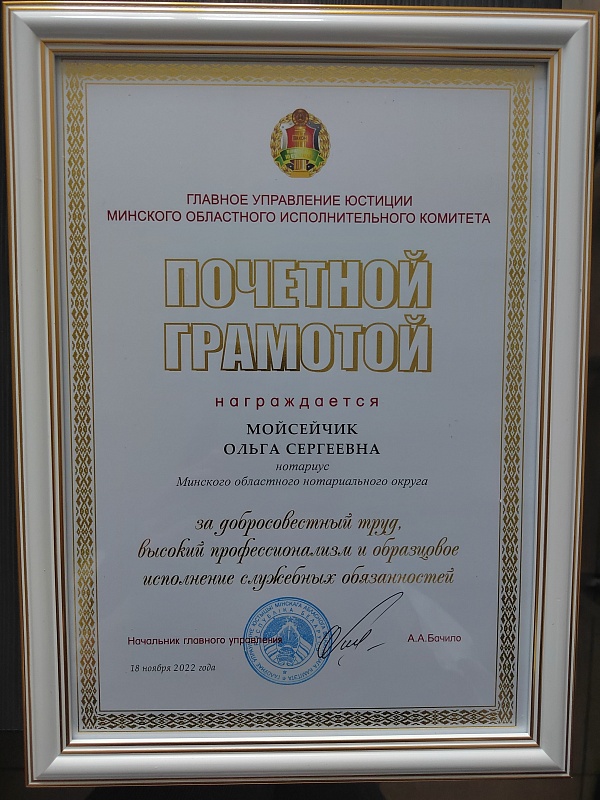 ГЛАВНОЕ УПРАВЛЕНИЕ ЮСТИЦИИ
МИНСКОГО ОБЛАСТНОГО ИСПОЛНИТЕЛЬНОГО КОМИТЕТА
ПОЧЕТНОЙ
ГРАМОТОЙ
награждается
МОЙСЕЙЧИК
ОЛЬГА СЕРГЕЕВНА
нотариус
Минского областного нотариального округа
за добросовестный труд,
высокий профессионализм и образцовое
исполнение служебных обязанностей
Начальник главного управления
А.А.Бачило
18 ноября 2022 года